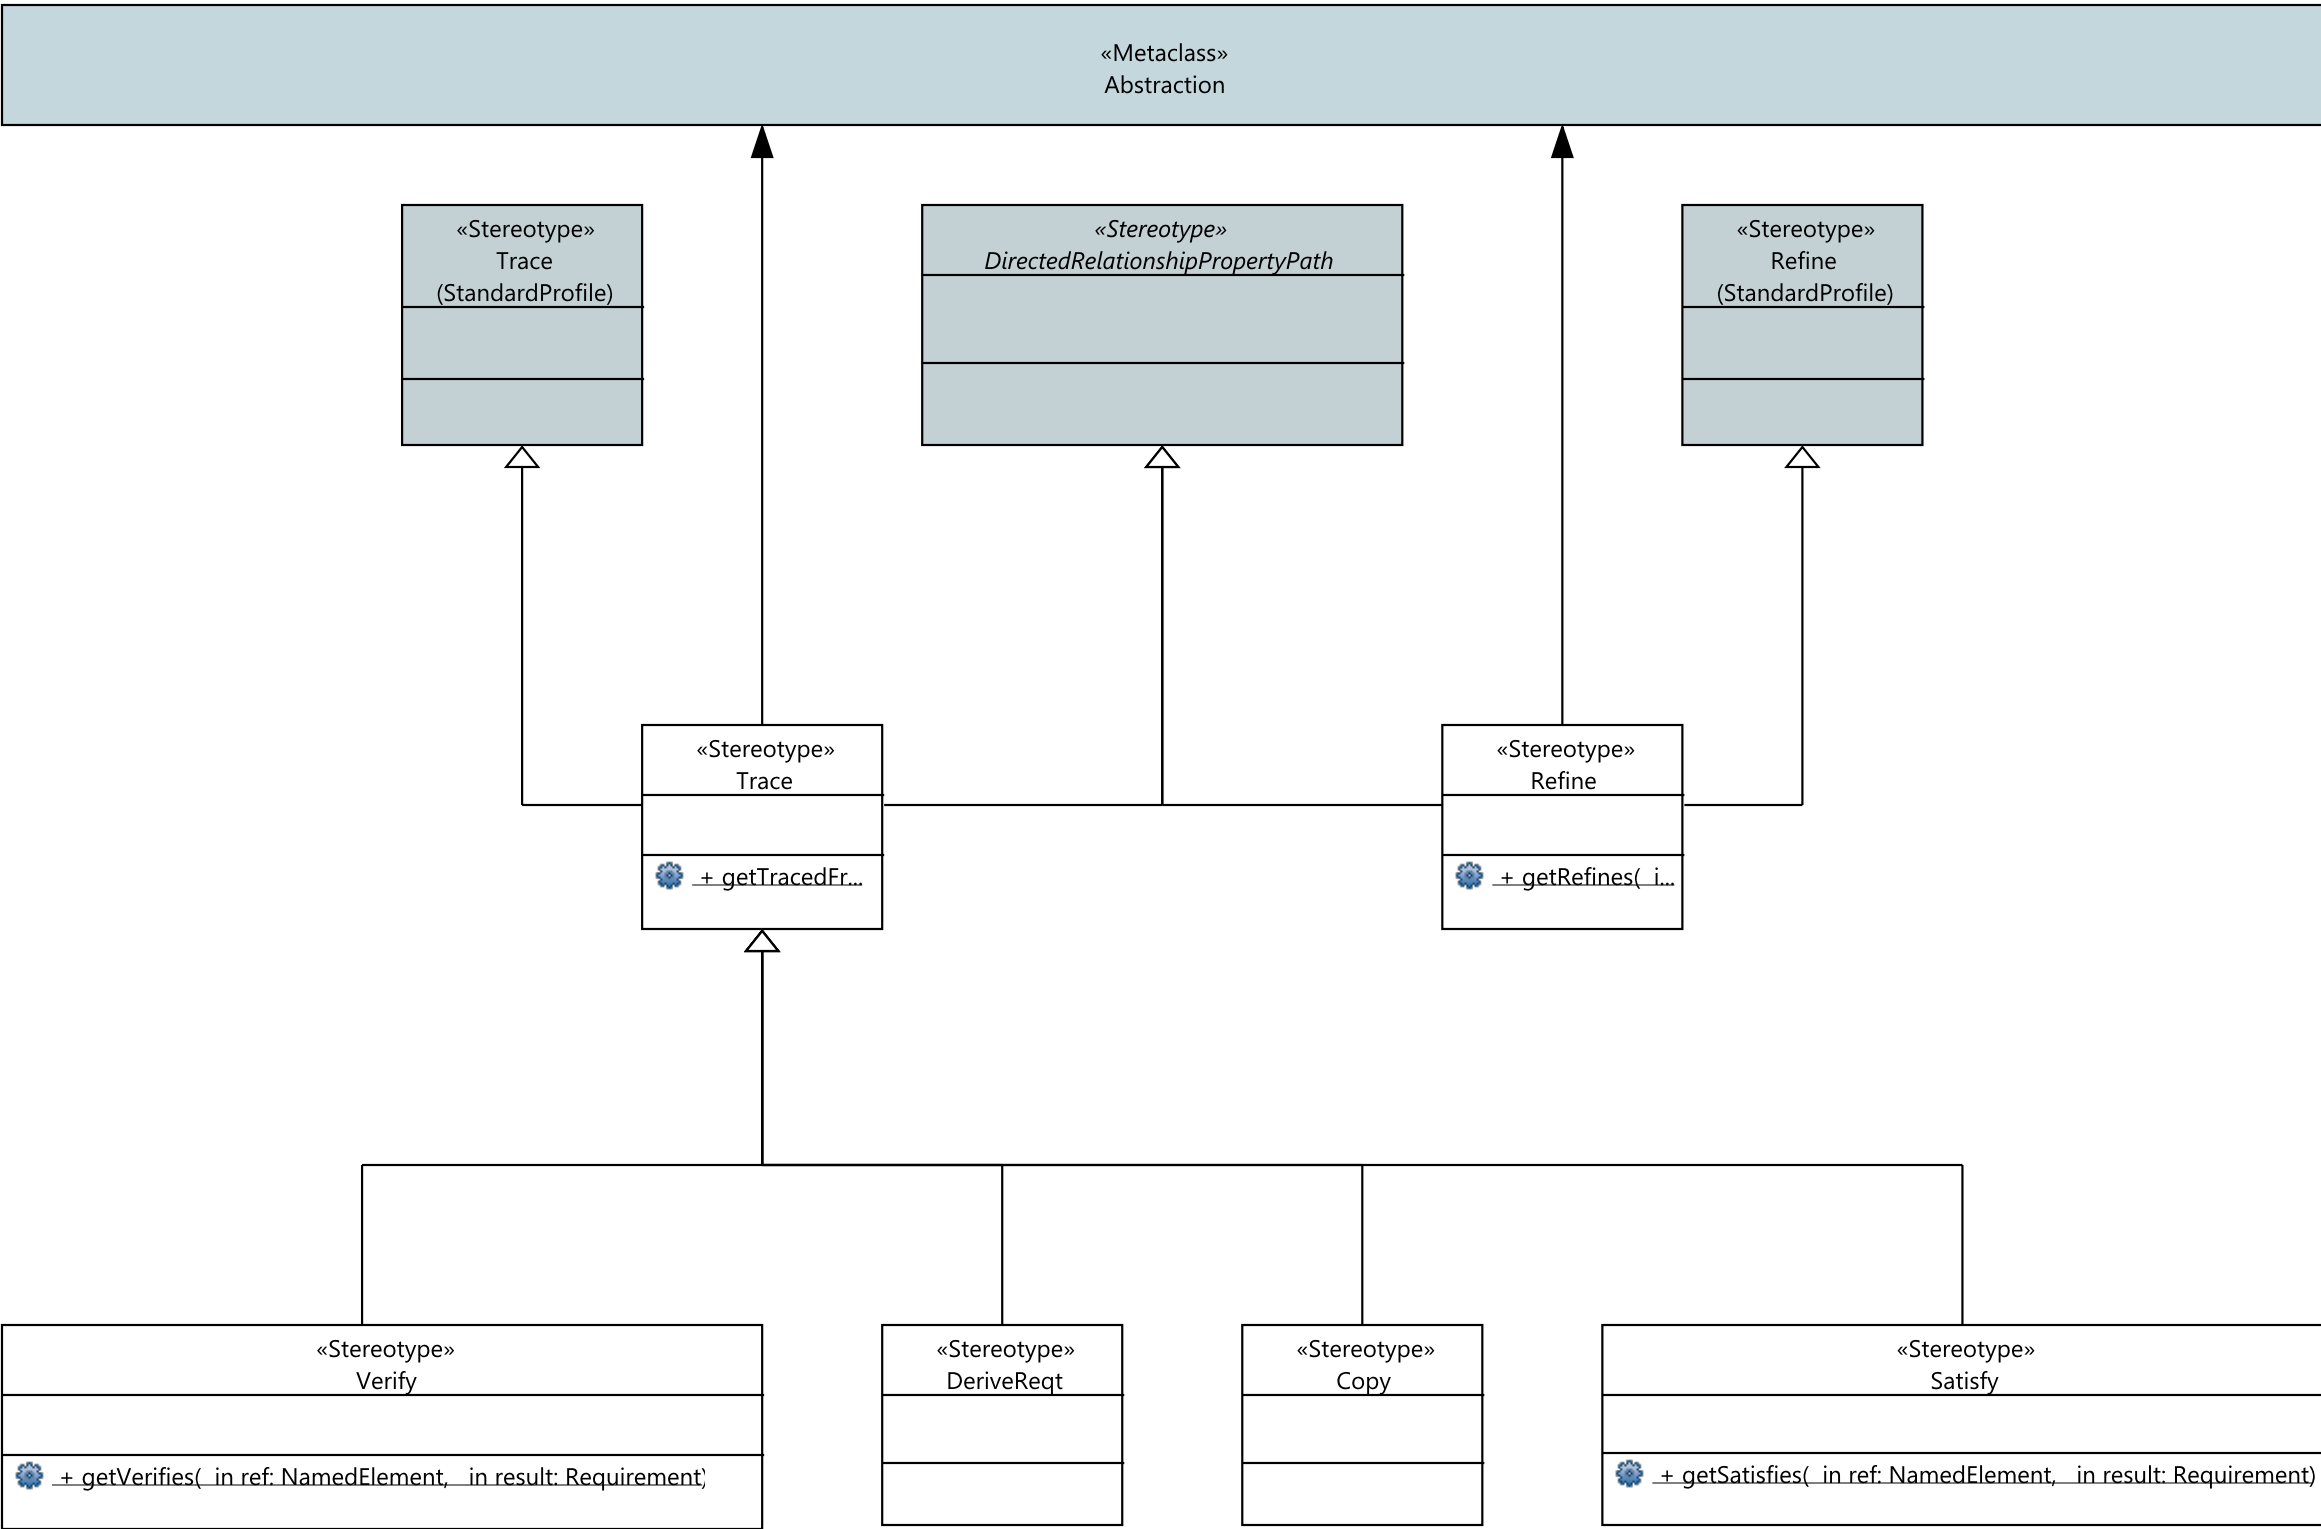 «Metaclass»
Abstraction
«Stereotype»
Trace
(StandardProfile)
«Stereotype»
DirectedRelationshipPropertyPath
«Stereotype»
Refine
(StandardProfile)
«Stereotype»
Trace
+ getTracedFr...
«Stereotype»
Refine
+ getRefines( i...
«Stereotype»
Verify
+ getVerifies( in ref: NamedElement, in result: Requirement)
«Stereotype»
DeriveReqt
«Stereotype»
Copy
«Stereotype»
Satisfy
+ getSatisfies( in ref: NamedElement, in result: Requirement)